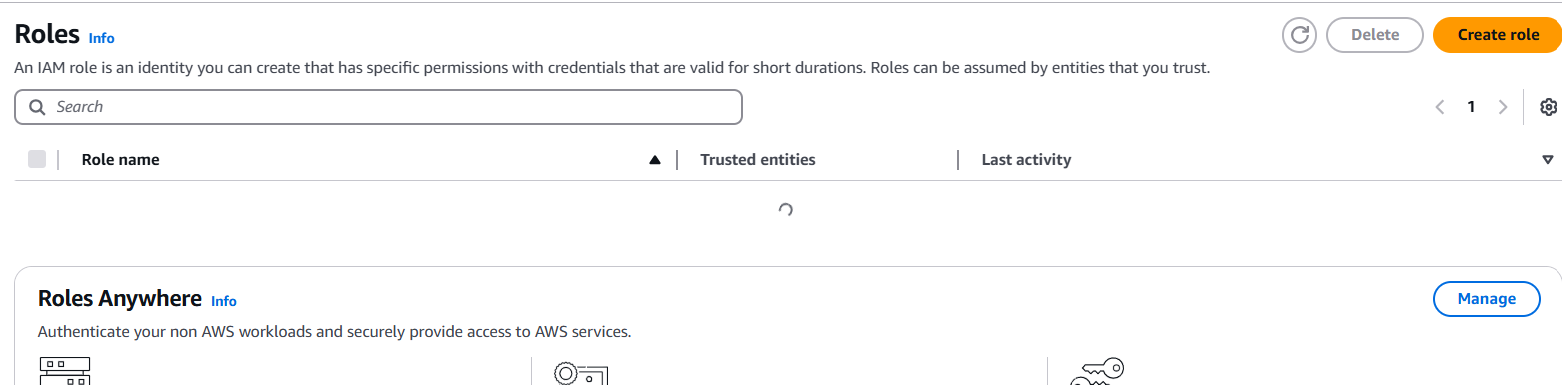 Roles Info
Delete
Create role
An IAM role is an identity you can create that has specific permissions with credentials that are valid for short durations. Roles can be assumed by entities that you trust.
Search
1
Role name
Trusted entities
Last activity
Roles Anywhere Info
Manage
Authenticate your non AWS workloads and securely provide access to AWS services.